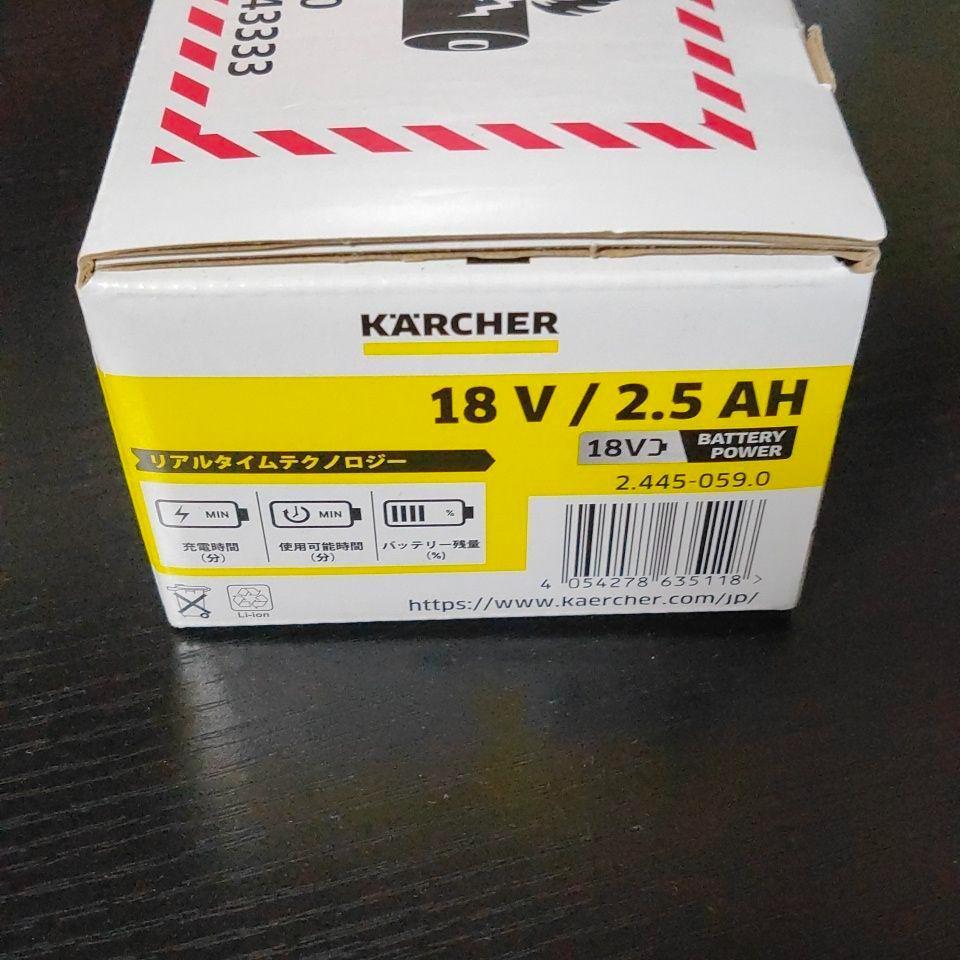 43333
KÄRCHER
18 V / 2.5 AH
18V BATTERY POWER
2.445-059.0
リアルタイムテクノロジー
MIN
MIN
%
充電時間
(分)
使用可能時間
(分)
バッテリー残量
(%)
4 054278 635118 >
Li-ion
https://www.kaercher.com/jp/